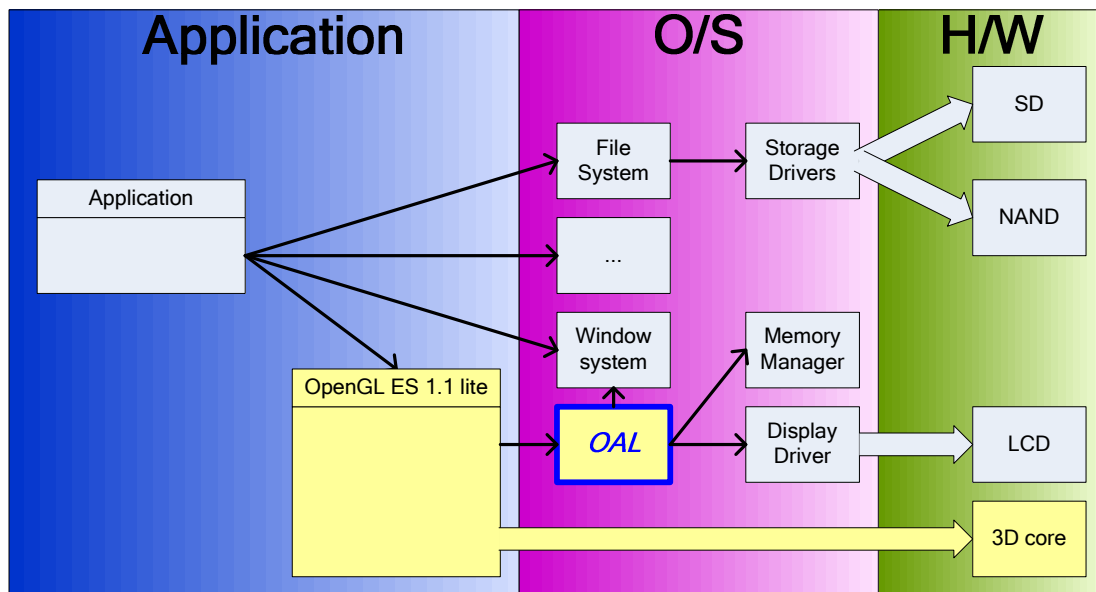 Application
O/S
H/W
SD
File
System
Storage
Drivers
Application
NAND
...
Window
system
Memory
Manager
OpenGL ES 1.1 lite
OAL
Display
Driver
LCD
3D core